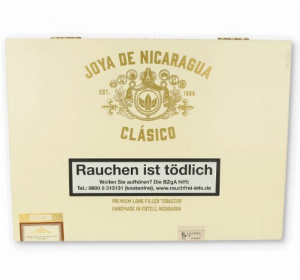 JOYA DE NICARAGUA
EST. 1968
CLÁSICO
Rauchen ist tödlich
Wollen Sie aufhören? Die BZgA hilft:
Tel.: 0800 8 313131 (kostenfrei), www.rauchfrei-info.de
PREMIUM LONG FILLER TOBACCOS
HANDMADE IN ESTELÍ, NICARAGUA